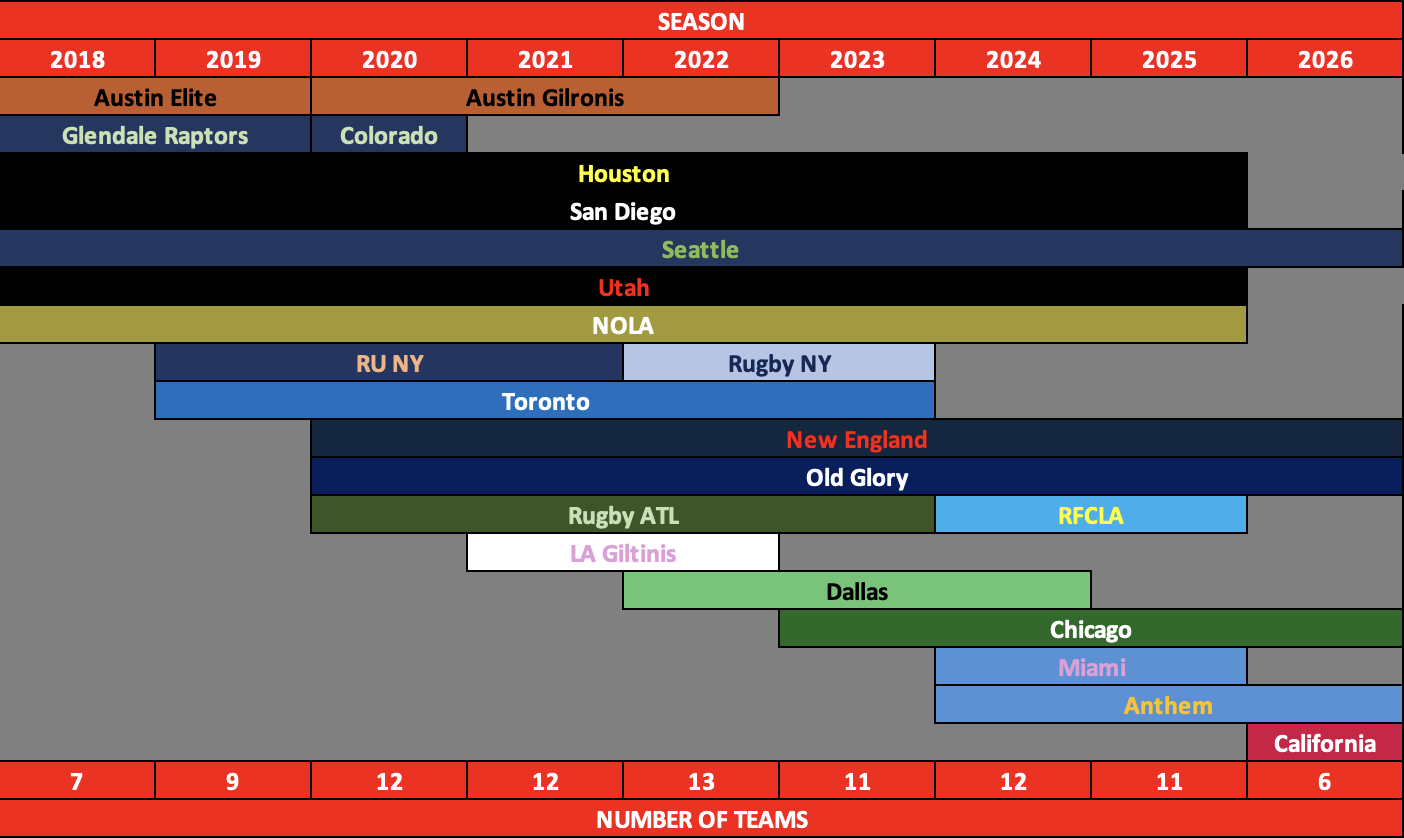 SEASON
2018 2019 2020 2021 2022 2023 2024 2025 2026
Austin Elite Austin Gilronis
Glendale Raptors Colorado
Houston
San Diego
Seattle
Utah
NOLA
RU NY Rugby NY
Toronto
New England
Old Glory
Rugby ATL RFCLA
LA Giltinis
Dallas
Chicago
Miami
Anthem
California
7 9 12 12 13 11 12 11 6
NUMBER OF TEAMS